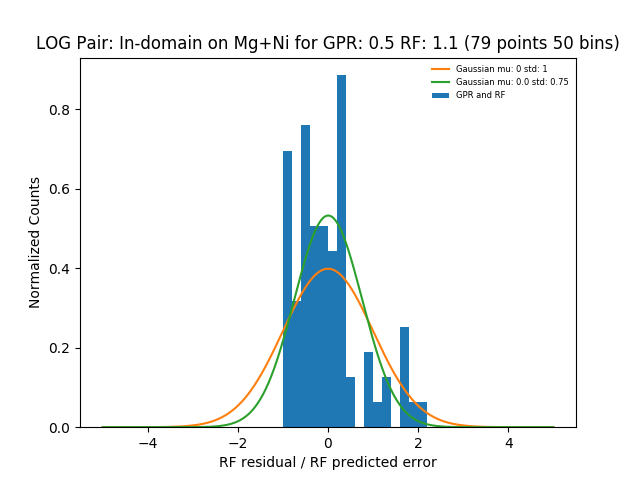 LOG Pair: In-domain on Mg+Ni for GPR: 0.5 RF: 1.1 (79 points 50 bins)
Gaussian mu: 0 std: 1
Gaussian mu: 0.0 std: 0.75
GPR and RF
Normalized Counts
0.8
0.6
0.4
0.2
0.0
−4 −2 0 2 4
RF residual / RF predicted error